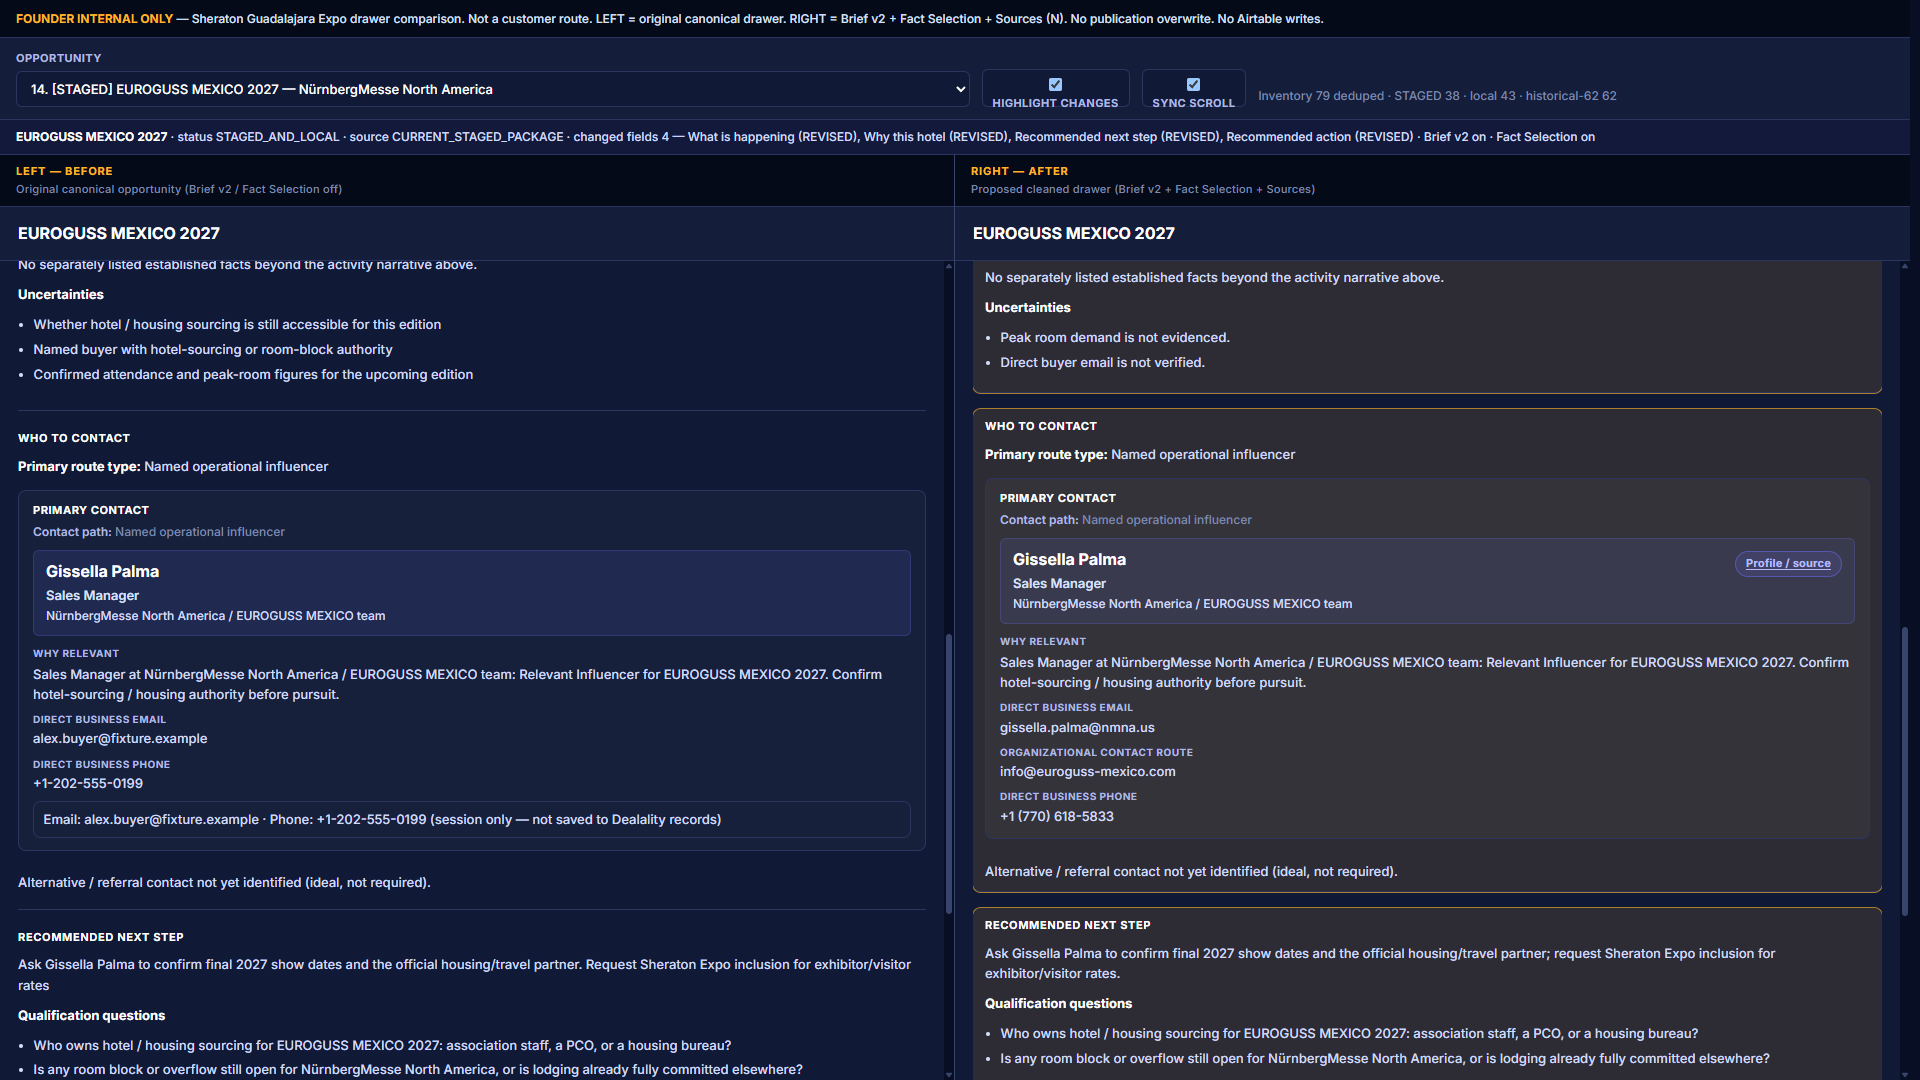 FOUNDER INTERNAL ONLY — Sheraton Guadalajara Expo drawer comparison. Not a customer route. LEFT = original canonical drawer. RIGHT = Brief v2 + Fact Selection + Sources (N). No publication overwrite. No Airtable writes.
OPPORTUNITY
14. [STAGED] EUROGUSS MEXICO 2027 — NürnbergMesse North America
HIGHLIGHT CHANGES
SYNC SCROLL
Inventory 79 deduped · STAGED 38 · local 43 · historical-62 62
EUROGUSS MEXICO 2027 · status STAGED_AND_LOCAL · source CURRENT_STAGED_PACKAGE · changed fields 4 — What is happening (REVISED), Why this hotel (REVISED), Recommended next step (REVISED), Recommended action (REVISED) · Brief v2 on · Fact Selection on
LEFT — BEFORE
Original canonical opportunity (Brief v2 / Fact Selection off)
EUROGUSS MEXICO 2027
No separately listed established facts beyond the activity narrative above.
Uncertainties
• Whether hotel / housing sourcing is still accessible for this edition
• Named buyer with hotel-sourcing or room-block authority
• Confirmed attendance and peak-room figures for the upcoming edition
WHO TO CONTACT
Primary route type: Named operational influencer
PRIMARY CONTACT
Contact path: Named operational influencer
Gissella Palma
Sales Manager
NürnbergMesse North America / EUROGUSS MEXICO team
WHY RELEVANT
Sales Manager at NürnbergMesse North America / EUROGUSS MEXICO team: Relevant Influencer for EUROGUSS MEXICO 2027. Confirm
hotel-sourcing / housing authority before pursuit.
DIRECT BUSINESS EMAIL
alex.buyer@fixture.example
DIRECT BUSINESS PHONE
+1-202-555-0199
Email: alex.buyer@fixture.example · Phone: +1-202-555-0199 (session only — not saved to Dealality records)
Alternative / referral contact not yet identified (ideal, not required).
RECOMMENDED NEXT STEP
Ask Gissella Palma to confirm final 2027 show dates and the official housing/travel partner. Request Sheraton Expo inclusion for exhibitor/visitor
rates
Qualification questions
• Who owns hotel / housing sourcing for EUROGUSS MEXICO 2027: association staff, a PCO, or a housing bureau?
• Is any room block or overflow still open for NürnbergMesse North America, or is lodging already fully committed elsewhere?
RIGHT — AFTER
Proposed cleaned drawer (Brief v2 + Fact Selection + Sources)
EUROGUSS MEXICO 2027
No separately listed established facts beyond the activity narrative above.
Uncertainties
• Peak room demand is not evidenced.
• Direct buyer email is not verified.
WHO TO CONTACT
Primary route type: Named operational influencer
PRIMARY CONTACT
Contact path: Named operational influencer
Gissella Palma
Profile / source
Sales Manager
NürnbergMesse North America / EUROGUSS MEXICO team
WHY RELEVANT
Sales Manager at NürnbergMesse North America / EUROGUSS MEXICO team: Relevant Influencer for EUROGUSS MEXICO 2027. Confirm
hotel-sourcing / housing authority before pursuit.
DIRECT BUSINESS EMAIL
gissella.palma@nmna.us
ORGANIZATIONAL CONTACT ROUTE
info@euroguss-mexico.com
DIRECT BUSINESS PHONE
+1 (770) 618-5833
Alternative / referral contact not yet identified (ideal, not required).
RECOMMENDED NEXT STEP
Ask Gissella Palma to confirm final 2027 show dates and the official housing/travel partner; request Sheraton Expo inclusion for
exhibitor/visitor rates.
Qualification questions
• Who owns hotel / housing sourcing for EUROGUSS MEXICO 2027: association staff, a PCO, or a housing bureau?
• Is any room block or overflow still open for NürnbergMesse North America, or is lodging already fully committed elsewhere?